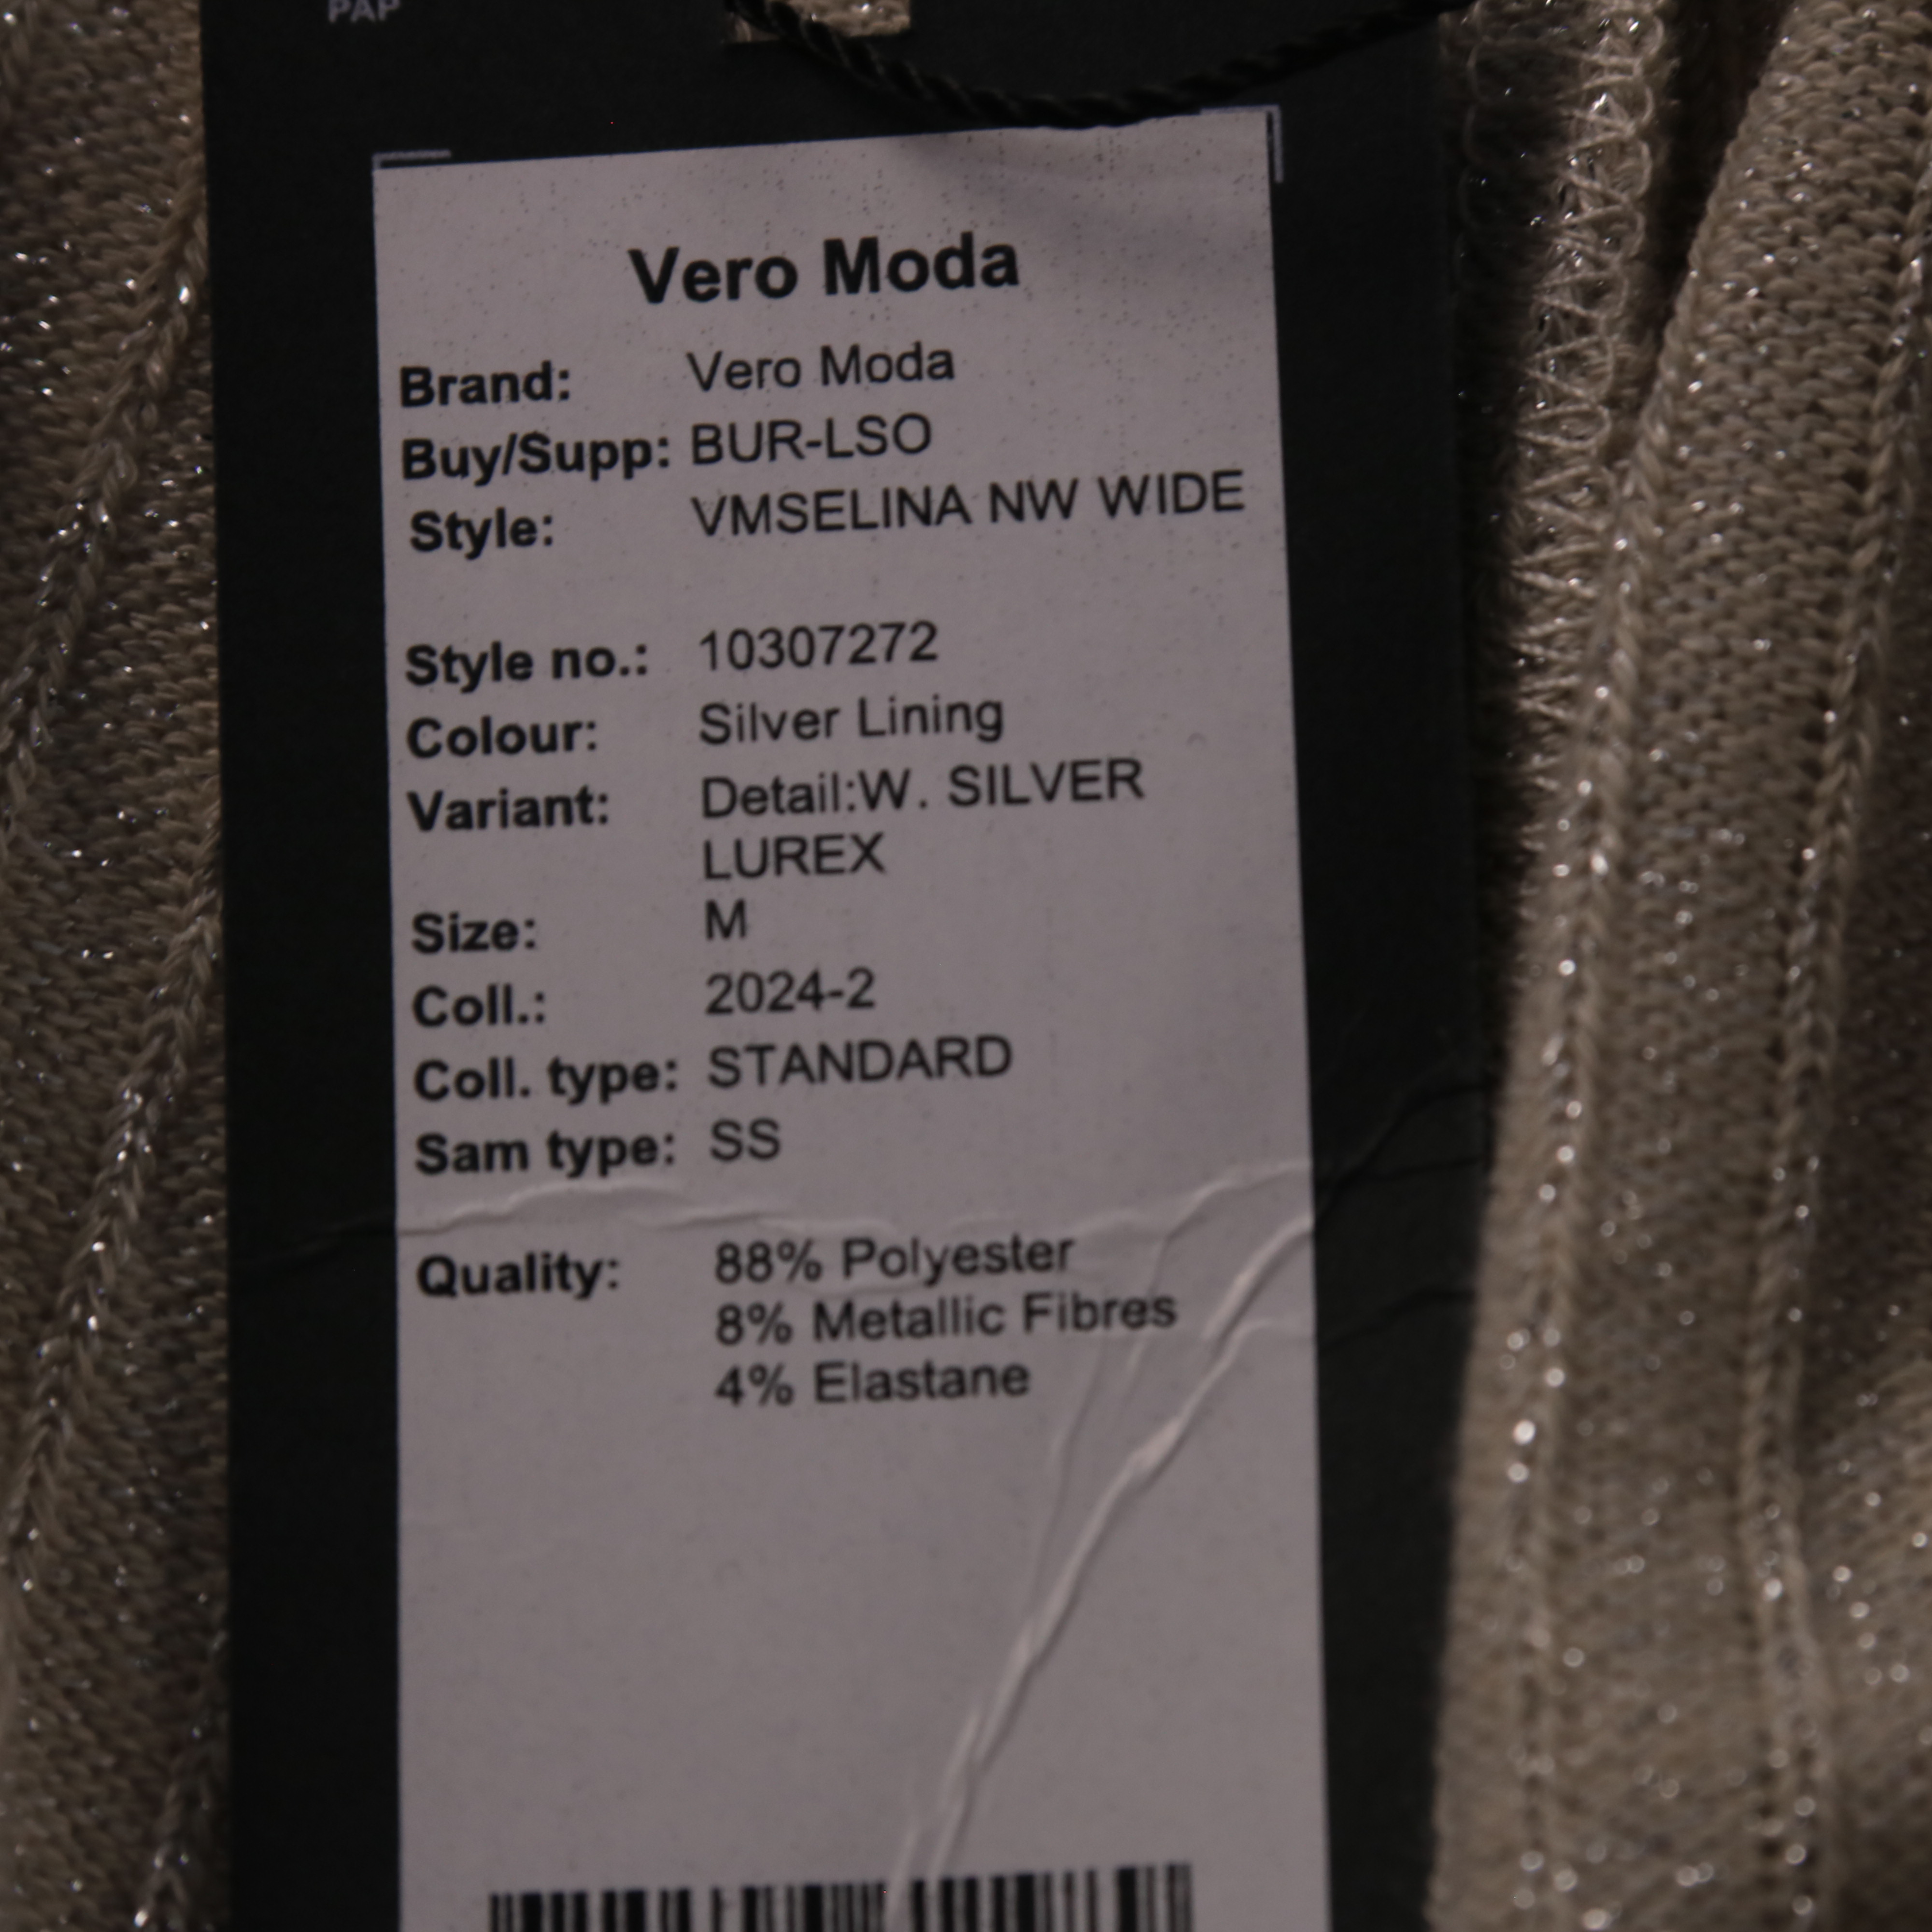 PAP
Vero Moda
Brand: Vero Moda
Buy/Supp: BUR-LSO
Style: VMSELINA NW WIDE
Style no.: 10307272
Colour: Silver Lining
Variant: Detail:W. SILVER
LUREX
Size: M
Coll.: 2024-2
Coll. type: STANDARD
Sam type: SS
Quality: 88% Polyester
8% Metallic Fibres
4% Elastane